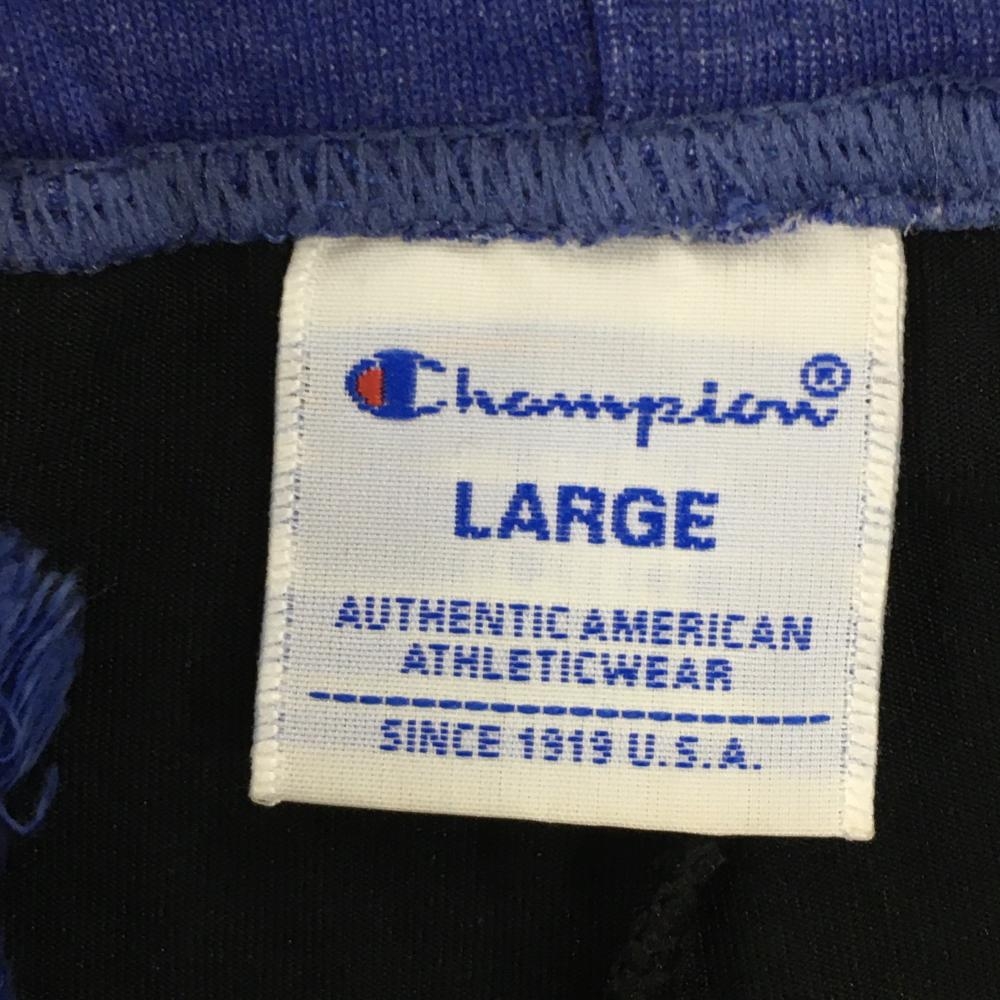 Champion®
LARGE
AUTHENTIC AMERICAN
ATHLETICWEAR
SINCE 1919 U.S.A.